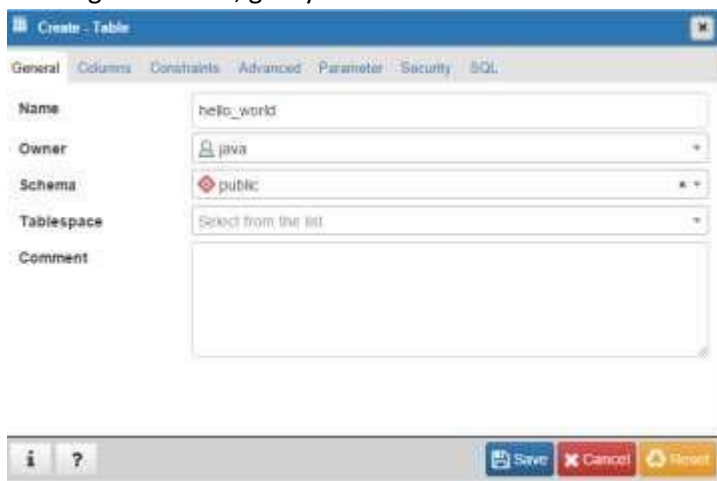 Create - Table
General Columns Constraints Advanced Parameter Security SQL
Name hello_world
Owner java
Schema public
Tablespace Select from the list
Comment
i ? Save Cancel Reset